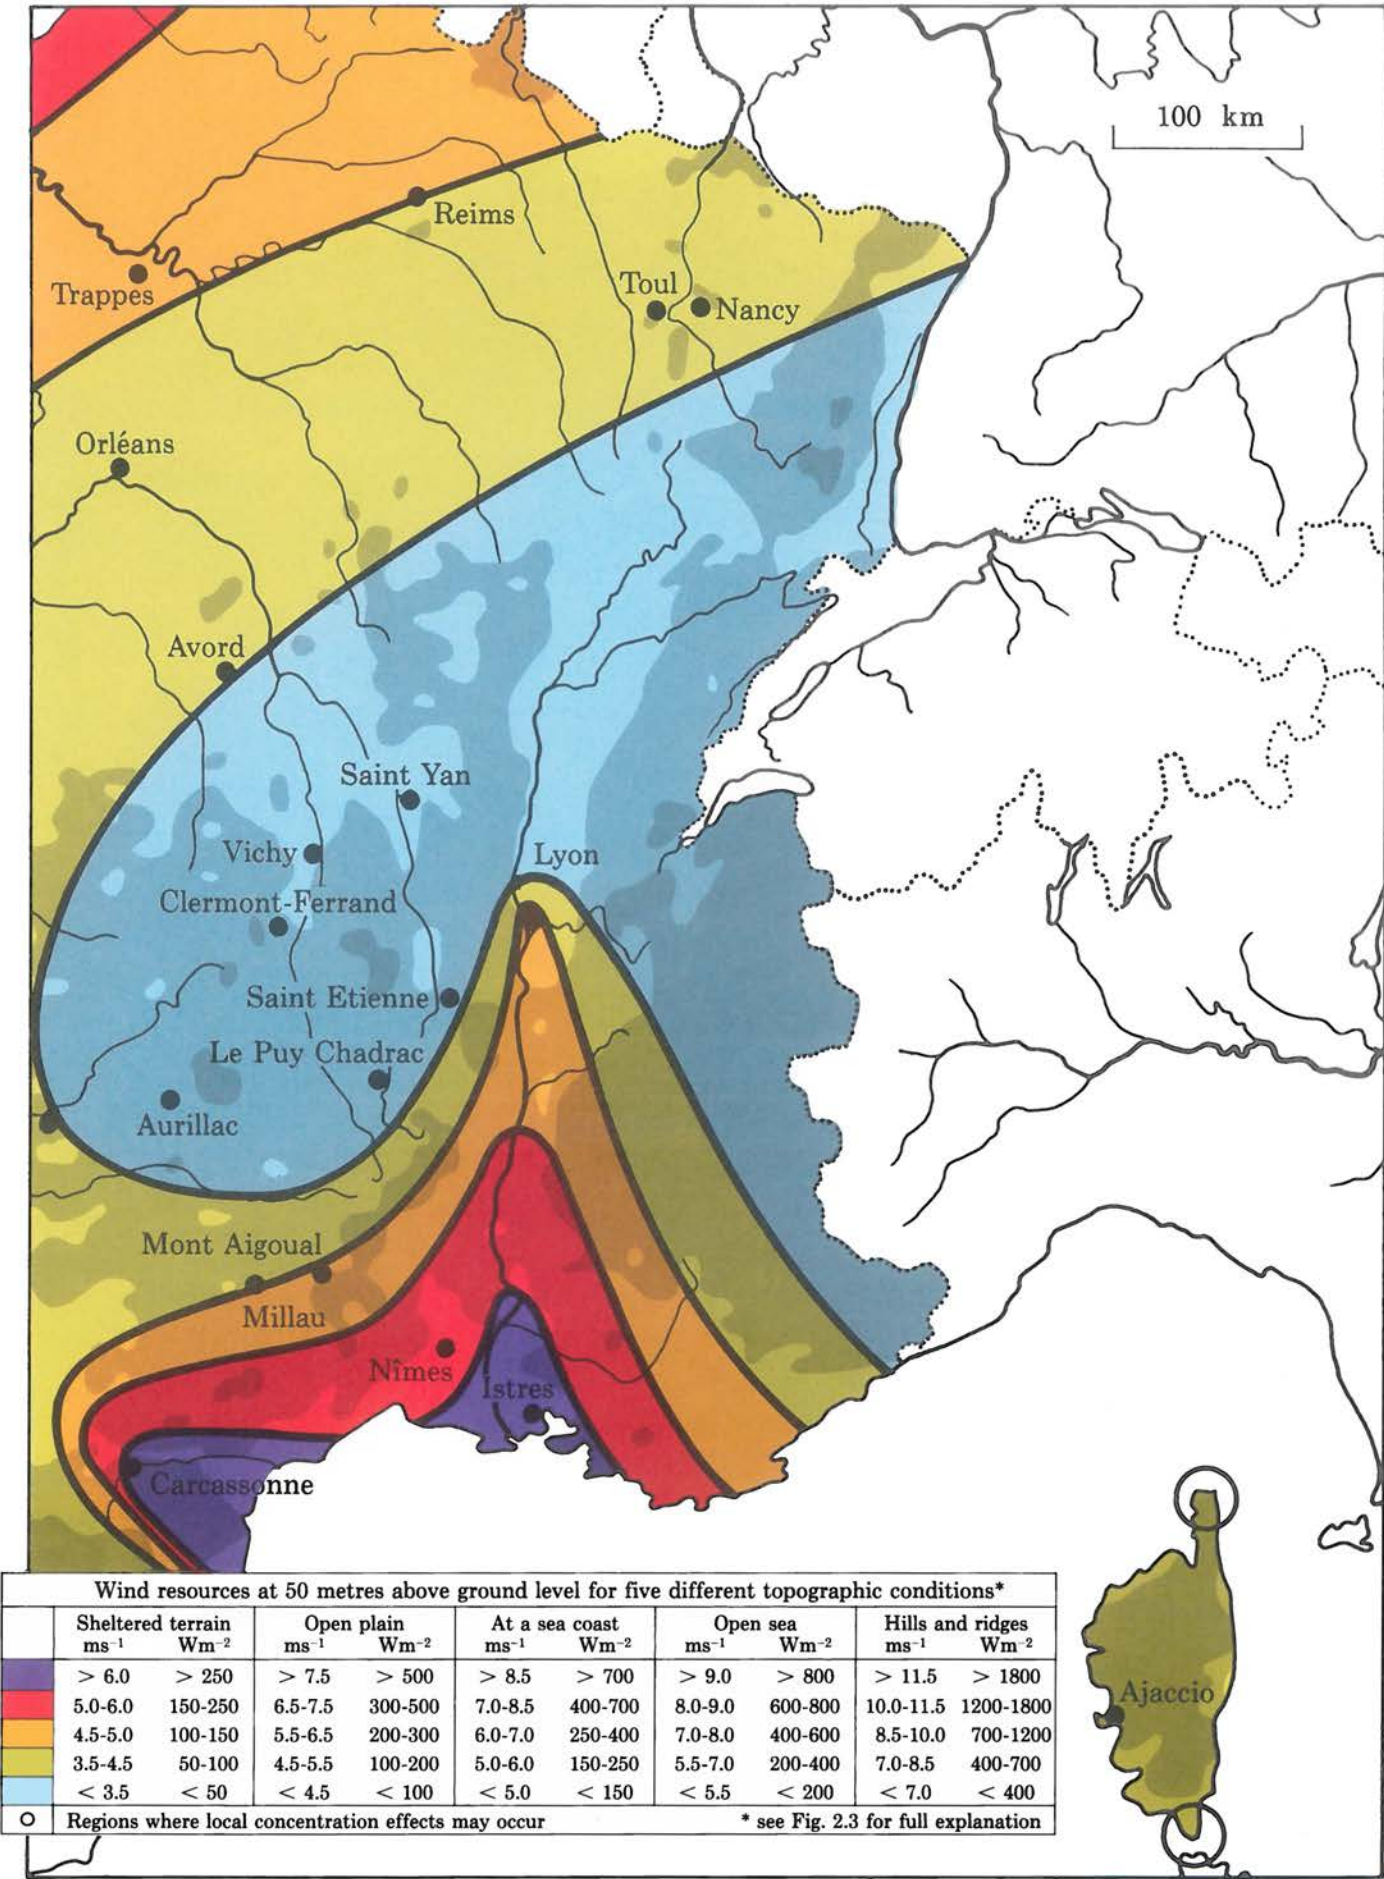 100 km
Reims
Trappes
Toul
Nancy
Orléans
Avord
Saint Yan
Vichy
Lyon
Clermont-Ferrand
Saint Etienne
Le Puy Chadrac
Aurillac
Mont Aigoual
Millau
Nîmes
Istres
Carcassonne
Ajaccio
Wind resources at 50 metres above ground level for five different topographic conditions*
Sheltered terrain Open plain At a sea coast Open sea Hills and ridges
ms⁻¹ Wm⁻² ms⁻¹ Wm⁻² ms⁻¹ Wm⁻² ms⁻¹ Wm⁻² ms⁻¹ Wm⁻²
> 6.0 > 250 > 7.5 > 500 > 8.5 > 700 > 9.0 > 800 > 11.5 > 1800
5.0-6.0 150-250 6.5-7.5 300-500 7.0-8.5 400-700 8.0-9.0 600-800 10.0-11.5 1200-1800
4.5-5.0 100-150 5.5-6.5 200-300 6.0-7.0 250-400 7.0-8.0 400-600 8.5-10.0 700-1200
3.5-4.5 50-100 4.5-5.5 100-200 5.0-6.0 150-250 5.5-7.0 200-400 7.0-8.5 400-700
< 3.5 < 50 < 4.5 < 100 < 5.0 < 150 < 5.5 < 200 < 7.0 < 400
Regions where local concentration effects may occur * see Fig. 2.3 for full explanation